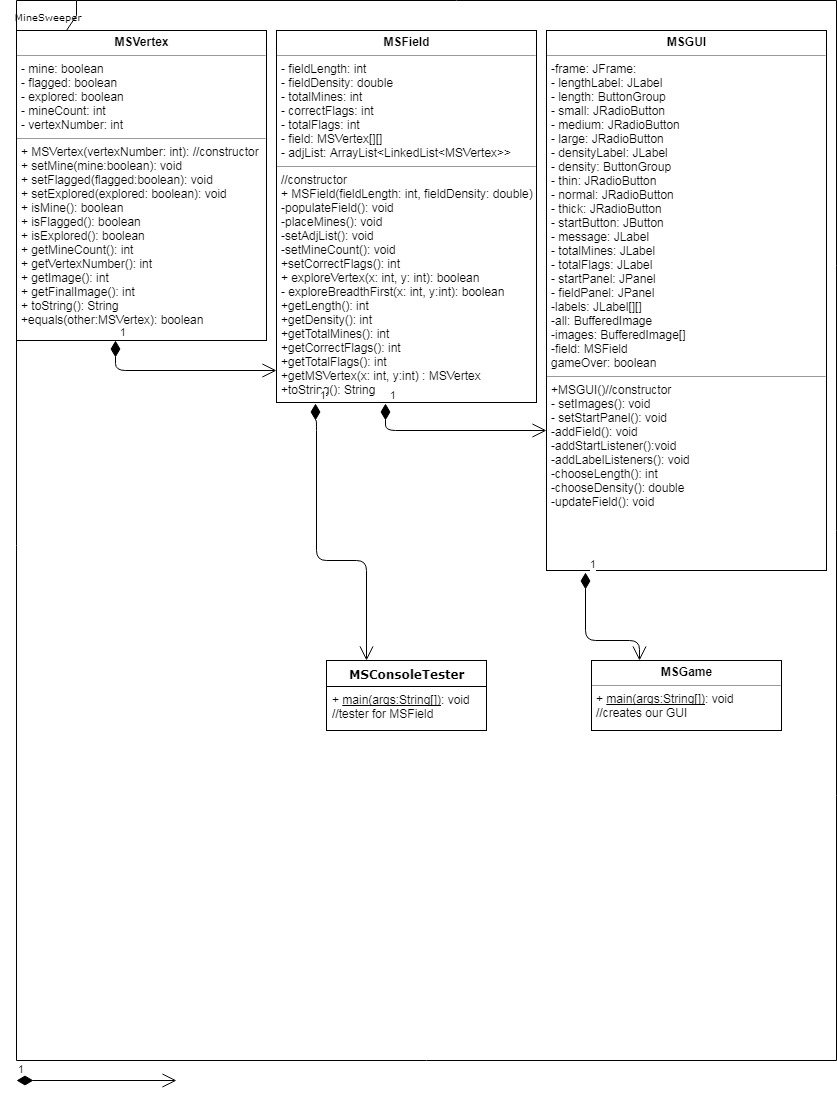 MineSweeper
MSVertex
- mine: boolean
- flagged: boolean
- explored: boolean
- mineCount: int
- vertexNumber: int
+ MSVertex(vertexNumber: int): //constructor
+ setMine(mine:boolean): void
+ setFlagged(flagged:boolean): void
+ setExplored(explored: boolean): void
+ isMine(): boolean
+ isFlagged(): boolean
+ isExplored(): boolean
+ getMineCount(): int
+ getVertexNumber(): int
+ getImage(): int
+ getFinalImage(): int
+ toString(): String
+equals(other:MSVertex): boolean
1
MSField
- fieldLength: int
- fieldDensity: double
- totalMines: int
- correctFlags: int
- totalFlags: int
- field: MSVertex[][]
- adjList: ArrayList<LinkedList<MSVertex>>
//constructor
+ MSField(fieldLength: int, fieldDensity: double)
-populateField(): void
-placeMines(): void
-setAdjList(): void
-setMineCount(): void
+setCorrectFlags(): int
+ exploreVertex(x: int, y: int): boolean
- exploreBreadthFirst(x: int, y:int): boolean
+getLength(): int
+getDensity(): int
+getTotalMines(): int
+getCorrectFlags(): int
+getTotalFlags(): int
+getMSVertex(x: int, y:int) : MSVertex
+toString(): String
1
1
MSGUI
-frame: JFrame:
- lengthLabel: JLabel
- length: ButtonGroup
- small: JRadioButton
- medium: JRadioButton
- large: JRadioButton
- densityLabel: JLabel
- density: ButtonGroup
- thin: JRadioButton
- normal: JRadioButton
- thick: JRadioButton
- startButton: JButton
- message: JLabel
- totalMines: JLabel
- totalFlags: JLabel
- startPanel: JPanel
- fieldPanel: JPanel
-labels: JLabel[][]
-all: BufferedImage
-images: BufferedImage[]
-field: MSField
gameOver: boolean
+MSGUI()//constructor
- setImages(): void
- setStartPanel(): void
-addField(): void
-addStartListener():void
-addLabelListeners(): void
-chooseLength(): int
-chooseDensity(): double
-updateField(): void
1
MSConsoleTester
+ main(args:String[]): void
//tester for MSField
MSGame
+ main(args:String[]): void
//creates our GUI
1